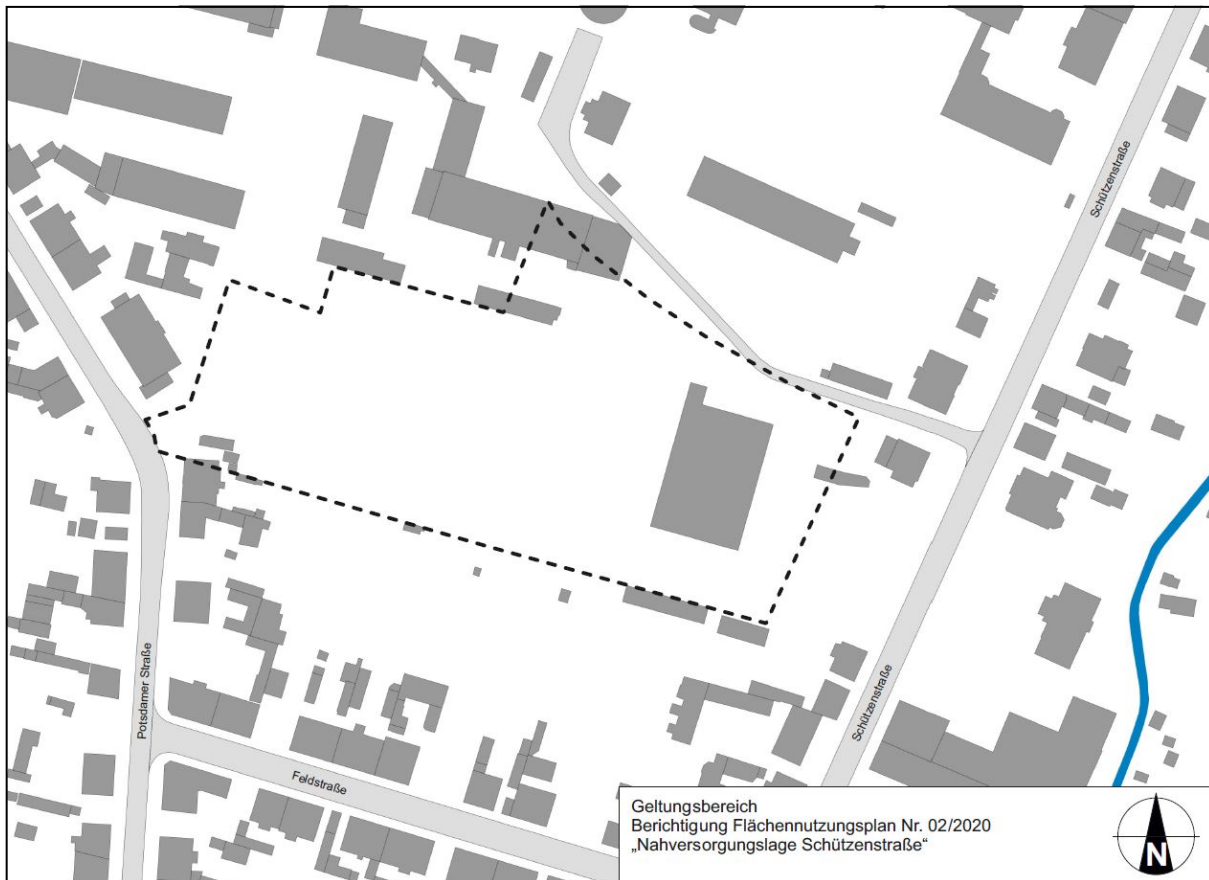 Schützenstraße
Potsdamer Straße
Schützenstraße
Feldstraße
Geltungsbereich
Berichtigung Flächennutzungsplan Nr. 02/2020
„Nahversorgungslage Schützenstraße“
N